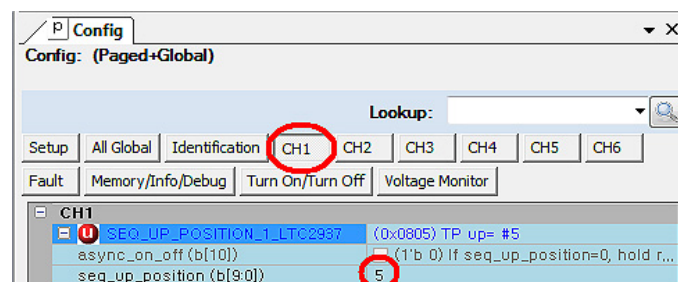 P Config
Config: (Paged+Global)
Lookup:
Setup All Global Identification CH1 CH2 CH3 CH4 CH5 CH6
Fault Memory/Info/Debug Turn On/Turn Off Voltage Monitor
CH1
U SEQ_UP_POSITION_1_LTC2937 (0x0805) TP up= #5
async_on_off (b[10]) (1'b 0) If seq_up_position=0, hold r...
seq_up_position (b[9:0]) 5